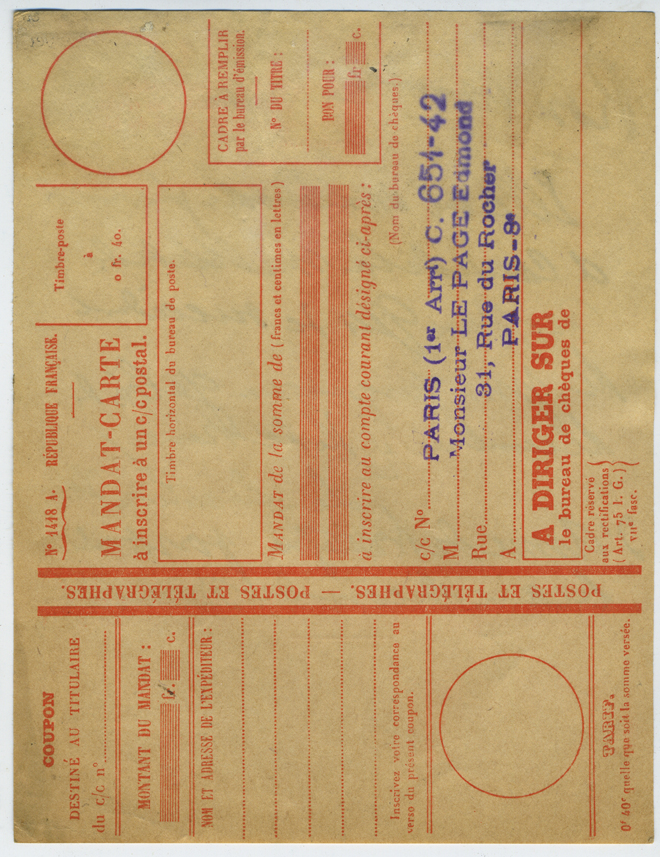 COUPON
DESTINÉ AU TITULAIRE
du c/c n°
MONTANT DU MANDAT :
fr. c.
NOM ET ADRESSE DE L'EXPÉDITEUR :
Inscrivez votre correspondance au
verso du présent coupon.
TARIF.
0f 40c quelle que soit la somme versée.
POSTES ET TÉLÉGRAPHES. — POSTES ET TÉLÉGRAPHES.
N° 1418 A. RÉPUBLIQUE FRANÇAISE.
MANDAT-CARTE
à inscrire à un c/c postal.
Timbre-poste
à
0 fr. 40.
Timbre horizontal du bureau de poste.
CADRE À REMPLIR
par le bureau d'émission.
N° DU TITRE :
BON POUR :
fr c.
MANDAT de la somme de (francs et centimes en lettres)
à inscrire au compte courant désigné ci-après :
(Nom du bureau de chèques.)
c/c N° PARIS (1er Arrt) C. 651-42
M Monsieur LE PAGE Edmond
Rue 31, Rue du Rocher
A PARIS-8e
A DIRIGER SUR
le bureau de chèques de
Cadre réservé
aux rectifications
(Art. 75 I. G.)
VIIe fasc.